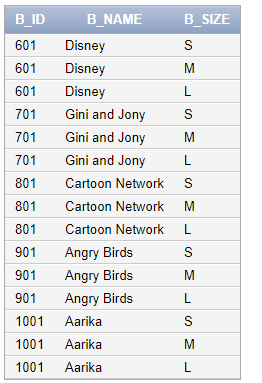 B_ID B_NAME B_SIZE
601 Disney S
601 Disney M
601 Disney L
701 Gini and Jony S
701 Gini and Jony M
701 Gini and Jony L
801 Cartoon Network S
801 Cartoon Network M
801 Cartoon Network L
901 Angry Birds S
901 Angry Birds M
901 Angry Birds L
1001 Aarika S
1001 Aarika M
1001 Aarika L